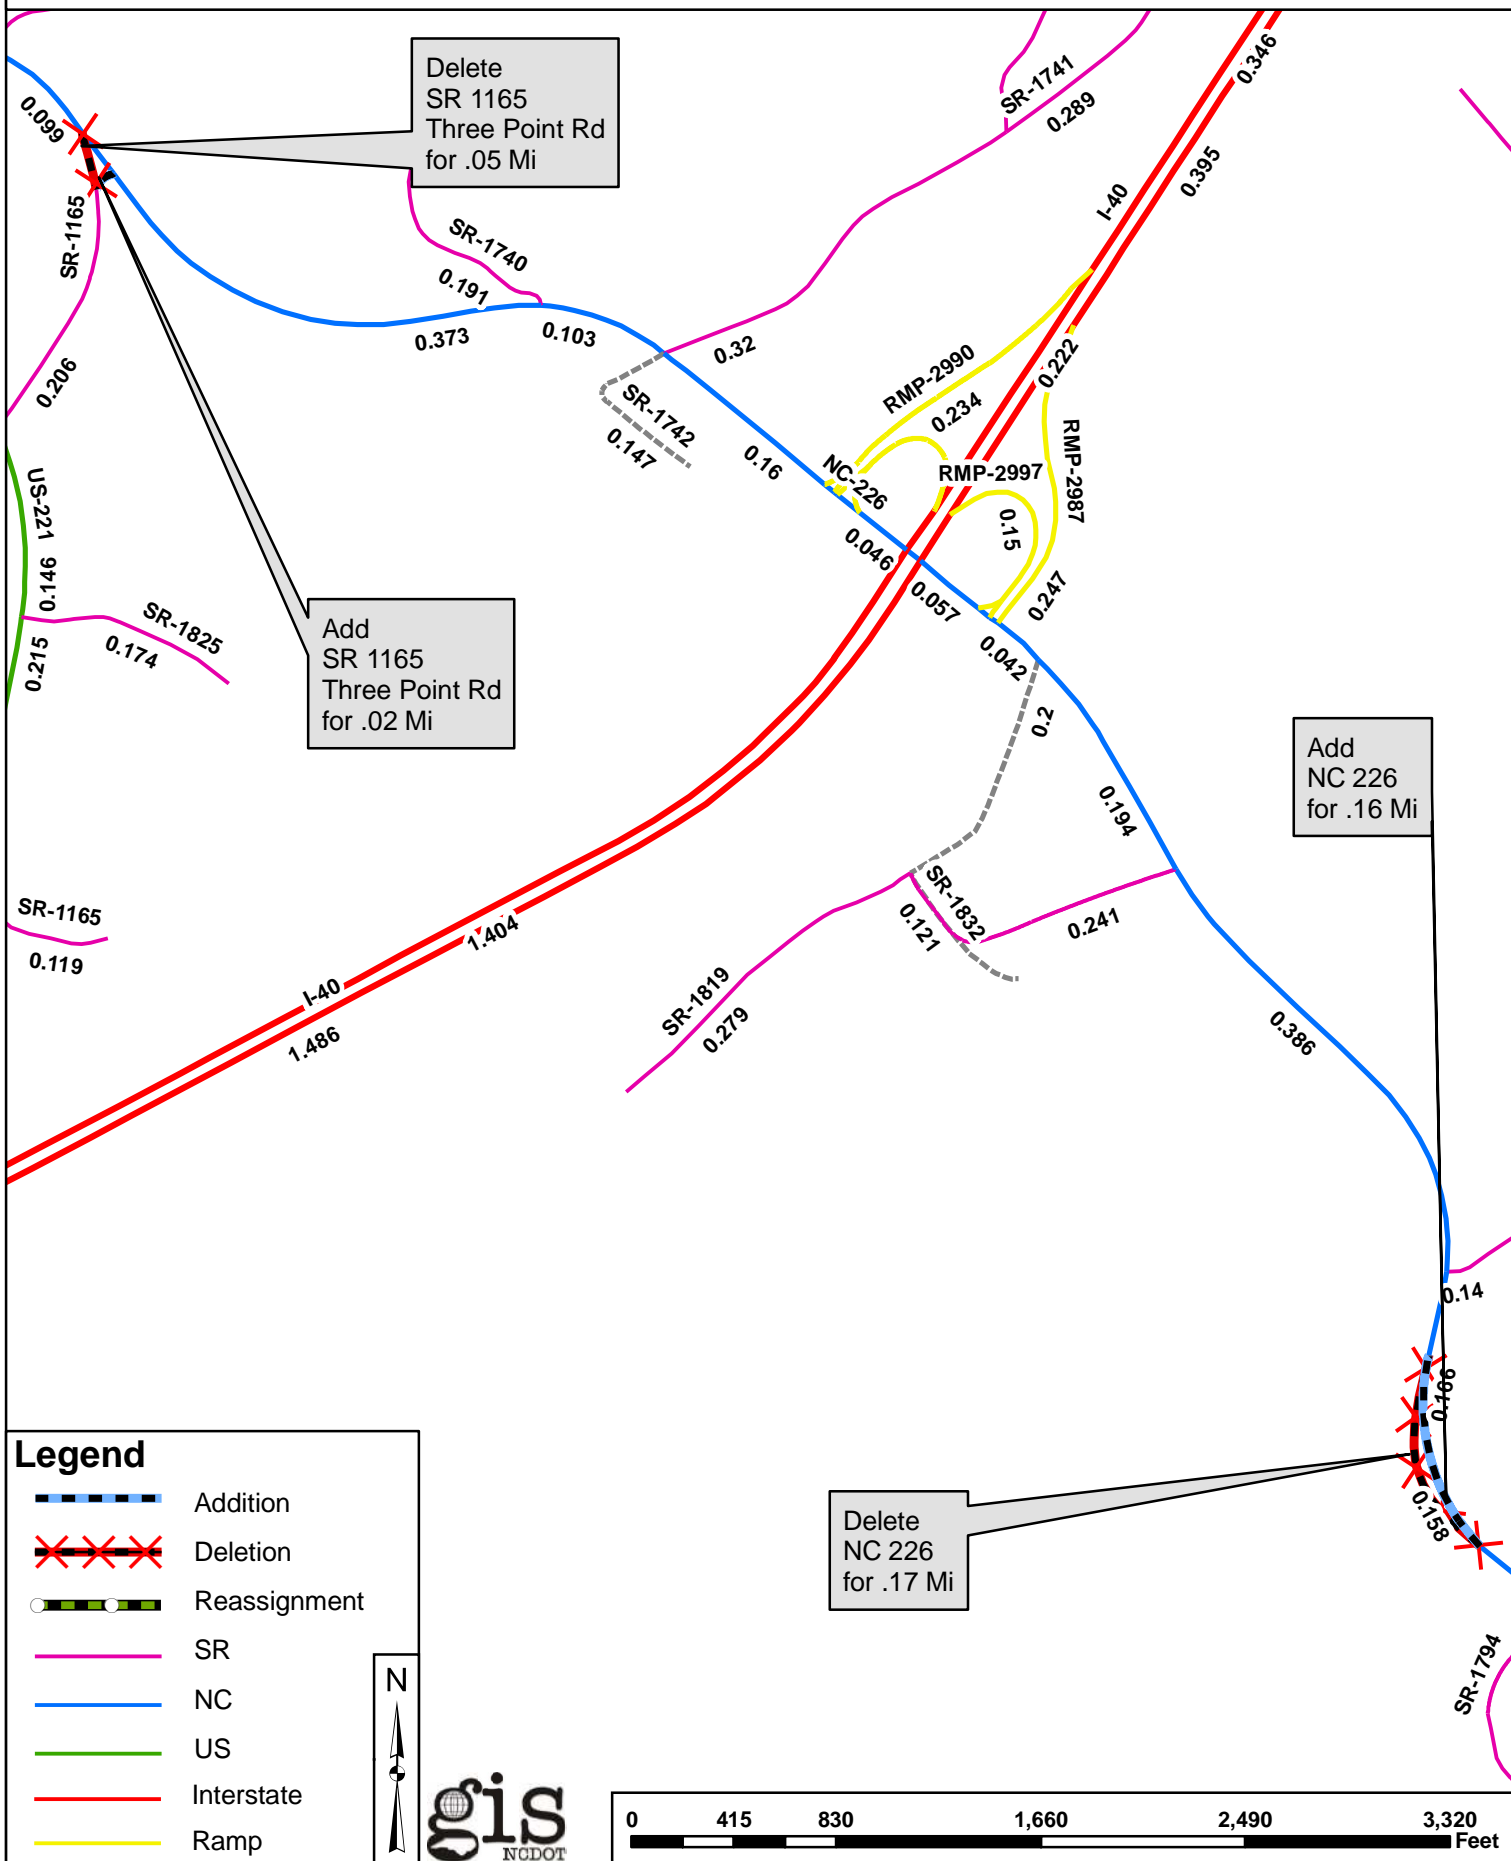 Delete
SR 1165
Three Point Rd
for .05 Mi
0.099
SR-1165
0.206
SR-1740
0.191
0.373
0.103
SR-1741
0.289
0.32
0.346
0.395
I-40
0.222
RMP-2990
0.234
RMP-2997
RMP-2987
0.15
0.247
SR-1742
0.147
0.16
NC-226
0.046
0.057
0.042
US-221
0.146
0.215
SR-1825
0.174
Add
SR 1165
Three Point Rd
for .02 Mi
0.2
0.194
Add
NC 226
for .16 Mi
SR-1832
0.121
0.241
SR-1165
0.119
1.404
I-40
1.486
SR-1819
0.279
0.386
0.14
0.166
0.158
Delete
NC 226
for .17 Mi
SR-1794
Legend
Addition
Deletion
Reassignment
SR
NC
US
Interstate
Ramp
N
gis
NCDOT
0 415 830 1,660 2,490 3,320
Feet